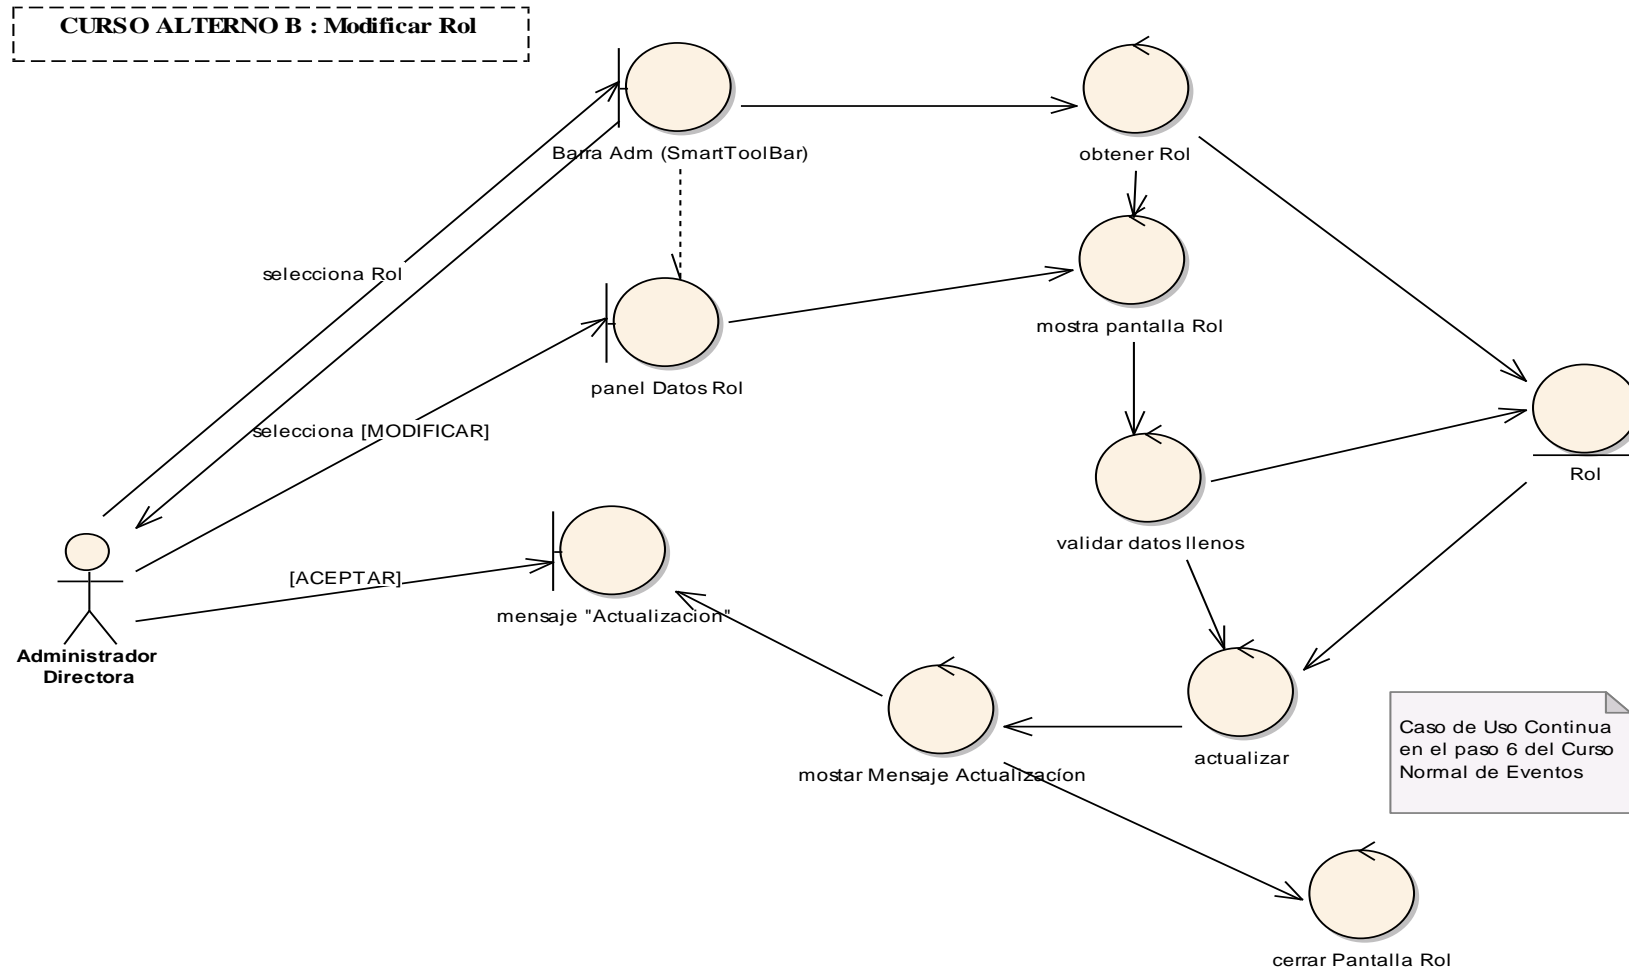 CURSO ALTERNO B : Modificar Rol
Barra Adm (SmartToolBar)
obtener Rol
selecciona Rol
mostra pantalla Rol
panel Datos Rol
selecciona [MODIFICAR]
Rol
validar datos llenos
[ACEPTAR]
mensaje "Actualizacion"
Administrador
Directora
Caso de Uso Continua
en el paso 6 del Curso
Normal de Eventos
actualizar
mostar Mensaje Actualizacíon
cerrar Pantalla Rol